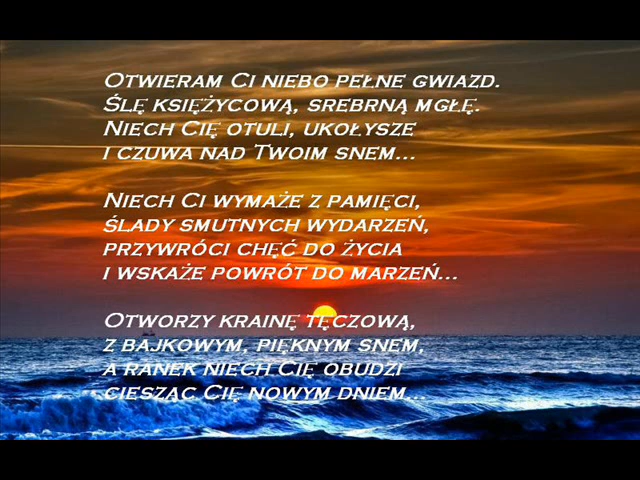 Otwieram Ci niebo pełne gwiazd.
Ślę księżycową, srebrną mgłę.
Niech Cię otuli, ukołysze
i czuwa nad Twoim snem...
Niech Ci wymaże z pamięci,
ślady smutnych wydarzeń,
przywróci chęć do życia
i wskaże powrót do marzeń...
Otworzy krainę tęczową,
z bajkowym, pięknym snem,
a ranek niech Cię obudzi
ciesząc Cię nowym dniem...